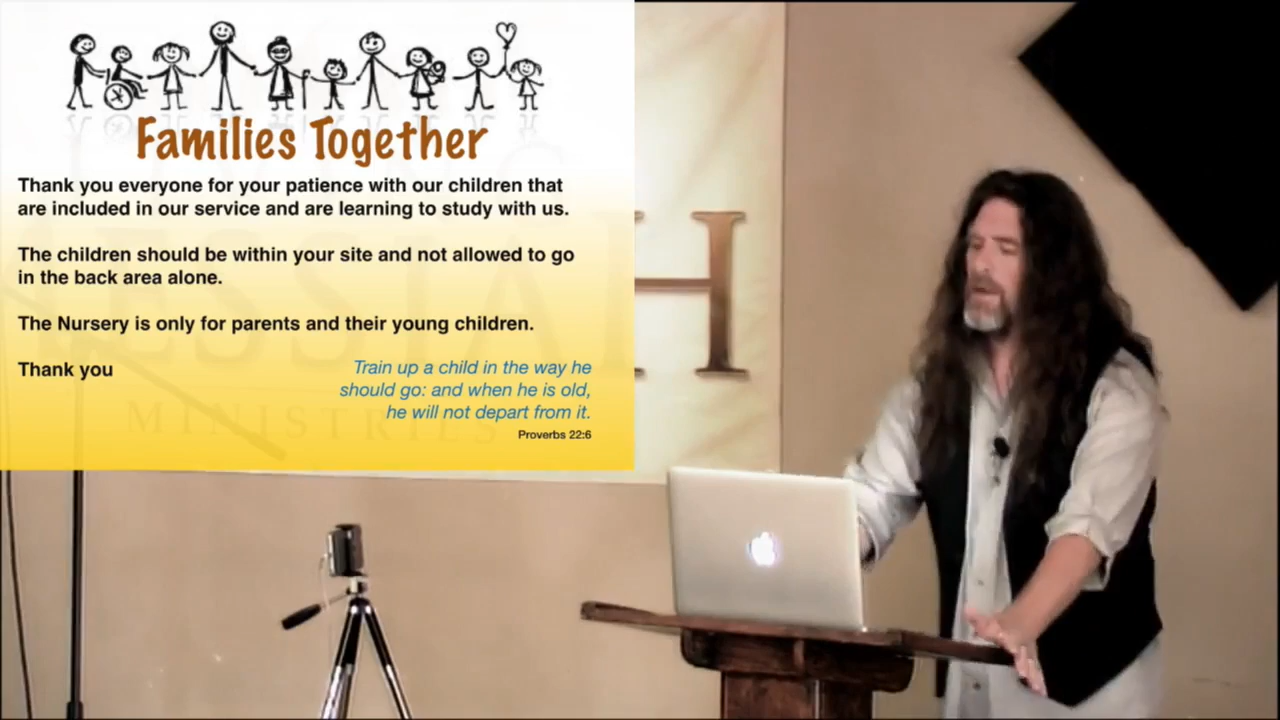 Families Together
Thank you everyone for your patience with our children that
are included in our service and are learning to study with us.
The children should be within your site and not allowed to go
in the back area alone.
The Nursery is only for parents and their young children.
Thank you
Train up a child in the way he
should go: and when he is old,
he will not depart from it.
Proverbs 22:6
ESSIAH
MINISTRIES